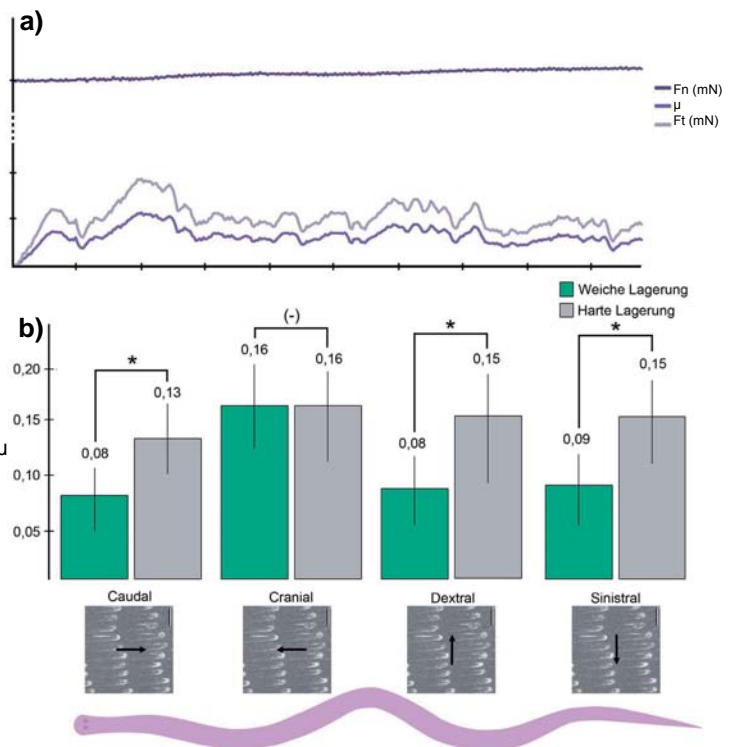 a)
Fn (mN)
µ
Ft (mN)
Weiche Lagerung
Harte Lagerung
b)
(-)
*
*
*
0,16
0,16
0,15
0,15
0,20
0,13
0,15
0,08
0,08
0,09
µ
0,10
0,05
Caudal
Cranial
Dextral
Sinistral